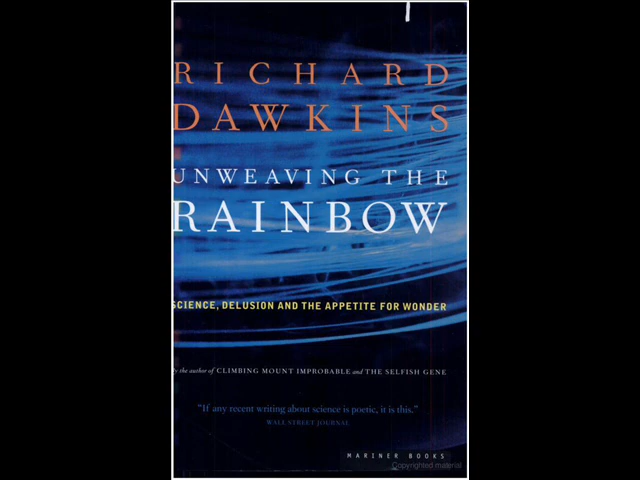 RICHARD
DAWKINS
UNWEAVING THE
RAINBOW
SCIENCE, DELUSION AND THE APPETITE FOR WONDER
By the author of CLIMBING MOUNT IMPROBABLE and THE SELFISH GENE
"If any recent writing about science is poetic, it is this."
WALL STREET JOURNAL
MARINER BOOKS
Copyrighted material